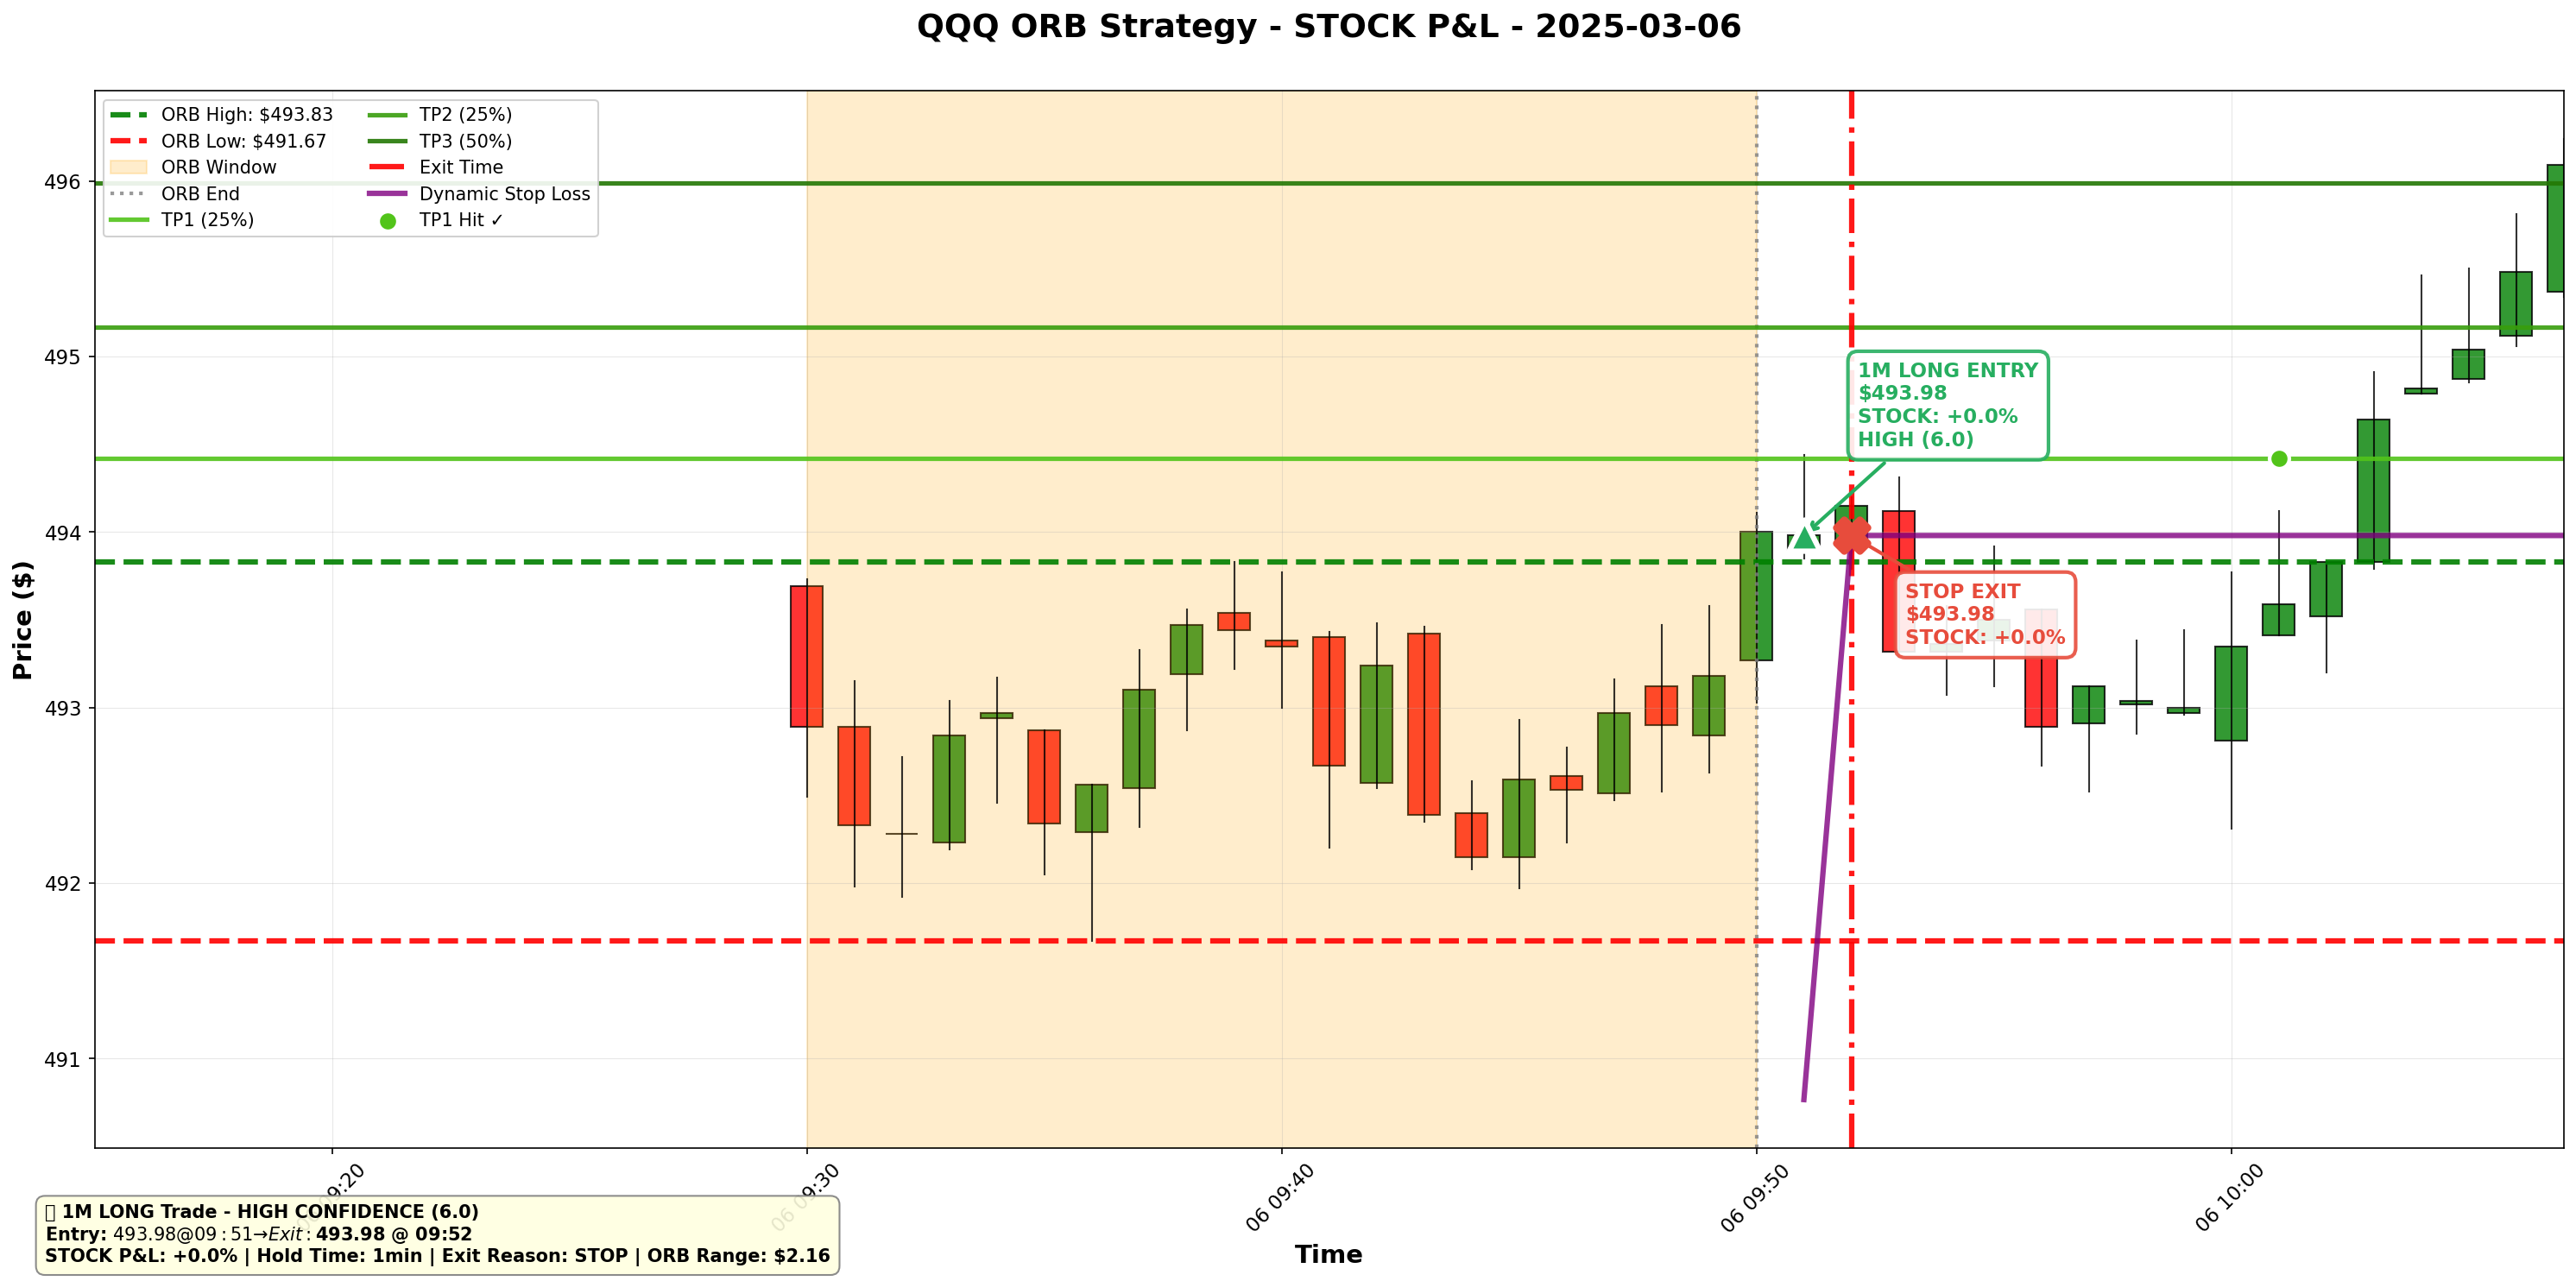 QQQ ORB Strategy - STOCK P&L - 2025-03-06
ORB High: $493.83
ORB Low: $491.67
ORB Window
ORB End
TP1 (25%)
TP2 (25%)
TP3 (50%)
Exit Time
Dynamic Stop Loss
TP1 Hit ✓
Price ($)
496
495
494
493
492
491
1M LONG ENTRY
$493.98
STOCK: +0.0%
HIGH (6.0)
STOP EXIT
$493.98
STOCK: +0.0%
06 09:20
06 09:30
06 09:40
06 09:50
06 10:00
Time
1M LONG Trade - HIGH CONFIDENCE (6.0)
Entry: 493.98@09:51→Exit:493.98 @ 09:52
STOCK P&L: +0.0% | Hold Time: 1min | Exit Reason: STOP | ORB Range: $2.16